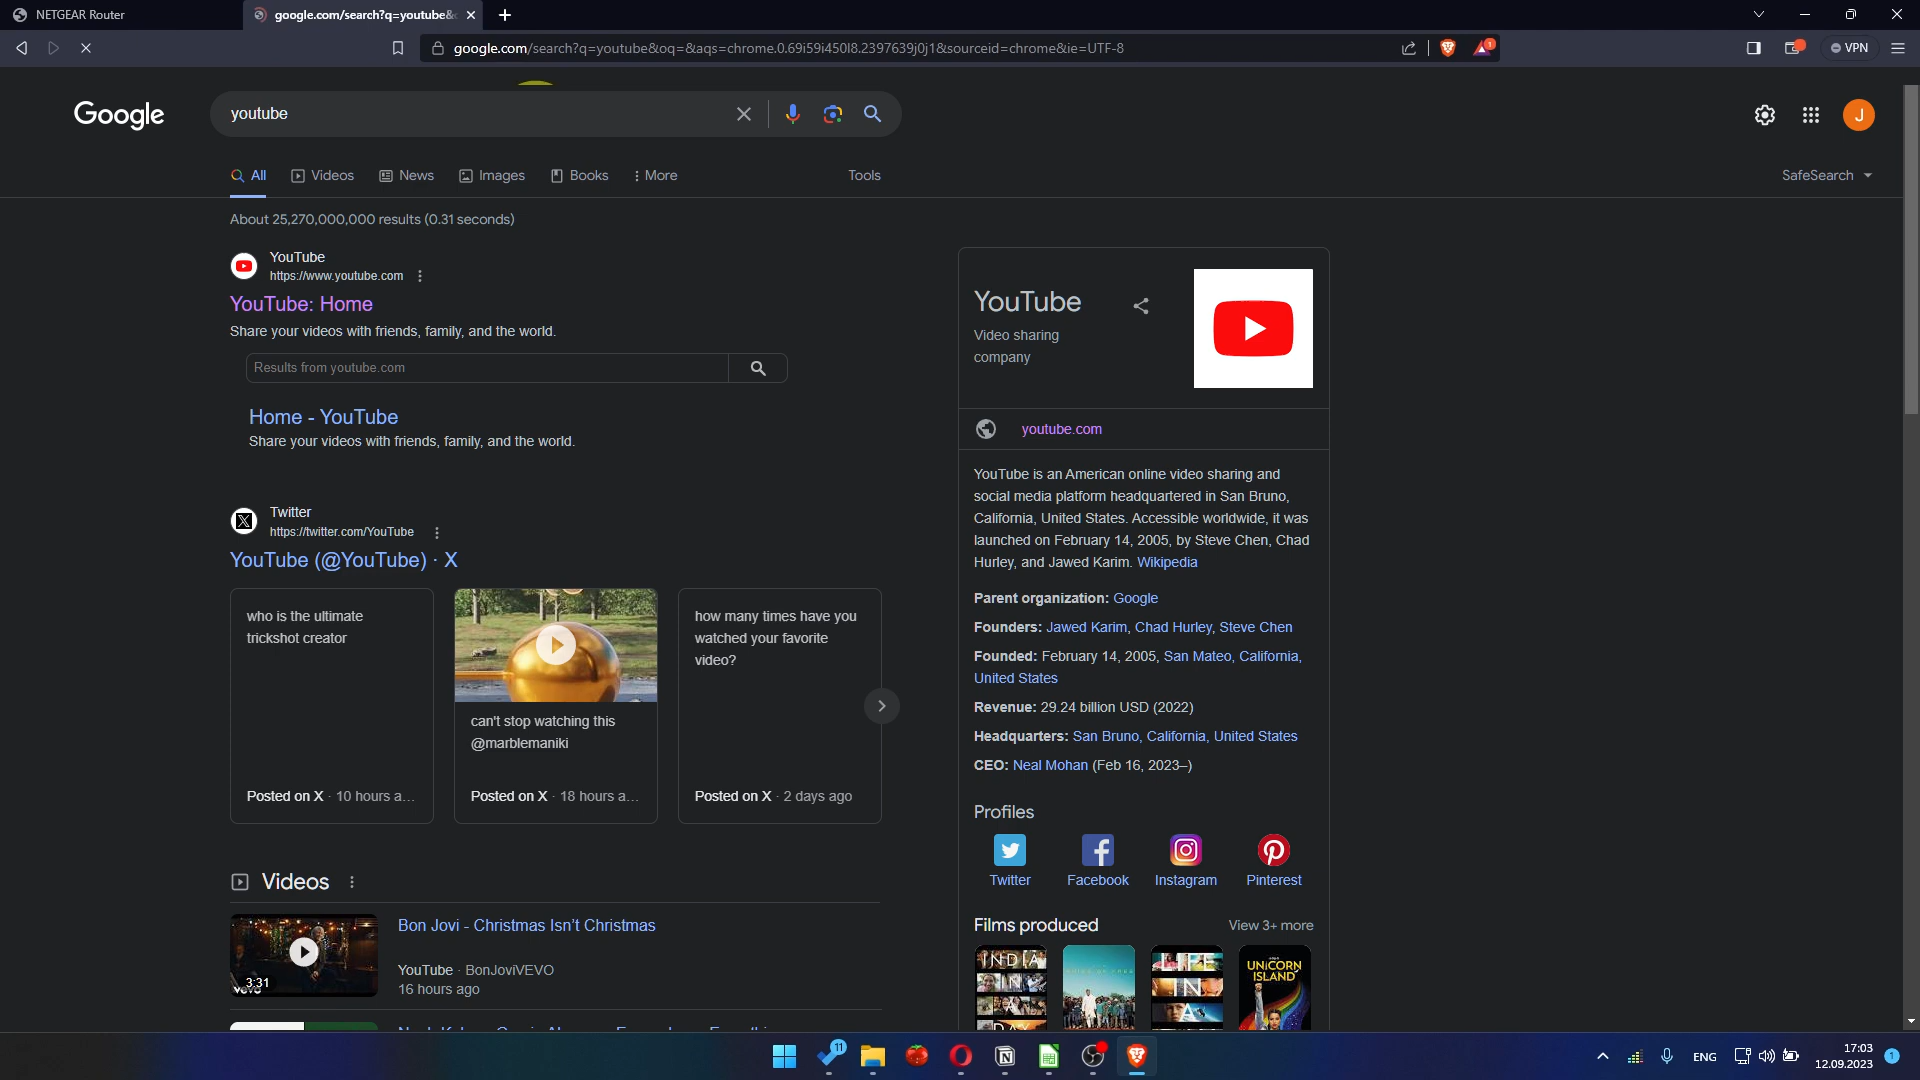 NETGEAR Router
google.com/search?q=youtube&
google.com/search?q=youtube&oq=&aqs=chrome.0.69i59i450l8.2397639j0j1&sourceid=chrome&ie=UTF-8
1
VPN
Google
youtube
J
All
Videos
News
Images
Books
More
Tools
SafeSearch
About 25,270,000,000 results (0.31 seconds)
YouTube
https://www.youtube.com
YouTube: Home
Share your videos with friends, family, and the world.
Results from youtube.com
Home - YouTube
Share your videos with friends, family, and the world.
Twitter
https://twitter.com/YouTube
YouTube (@YouTube) · X
who is the ultimate
trickshot creator
Posted on X · 10 hours a...
can't stop watching this
@marblemaniki
Posted on X · 18 hours a...
how many times have you
watched your favorite
video?
Posted on X · 2 days ago
Videos
3:31
Bon Jovi - Christmas Isn't Christmas
YouTube · BonJoviVEVO
16 hours ago
YouTube
Video sharing
company
youtube.com
YouTube is an American online video sharing and
social media platform headquartered in San Bruno,
California, United States. Accessible worldwide, it was
launched on February 14, 2005, by Steve Chen, Chad
Hurley, and Jawed Karim. Wikipedia
Parent organization: Google
Founders: Jawed Karim, Chad Hurley, Steve Chen
Founded: February 14, 2005, San Mateo, California,
United States
Revenue: 29.24 billion USD (2022)
Headquarters: San Bruno, California, United States
CEO: Neal Mohan (Feb 16, 2023–)
Profiles
Twitter
Facebook
Instagram
Pinterest
Films produced
View 3+ more
INDIA
IN
A
DAY
LIFE
IN
A
UNICORN
ISLAND
11
ENG
17:03
12.09.2023
1